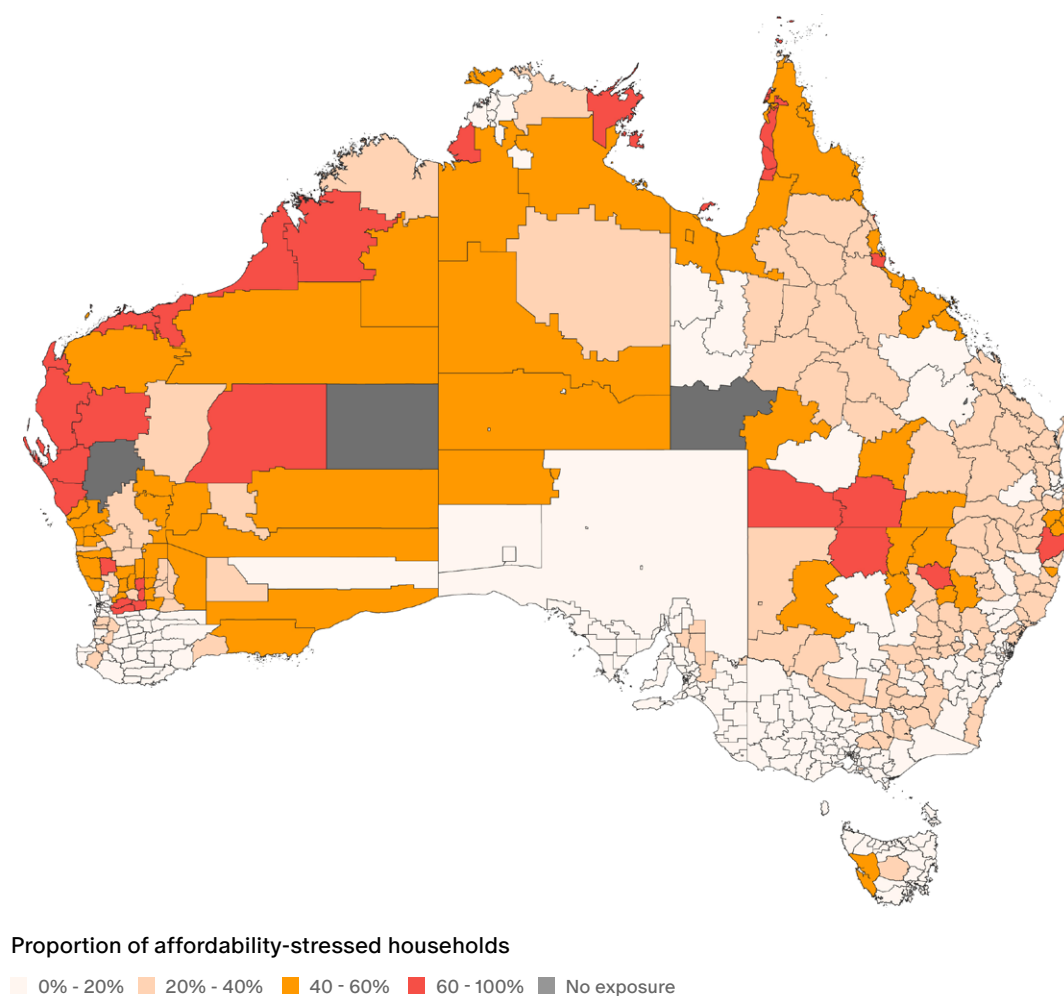 Proportion of affordability-stressed households
0% - 20% 20% - 40% 40 - 60% 60 - 100% No exposure